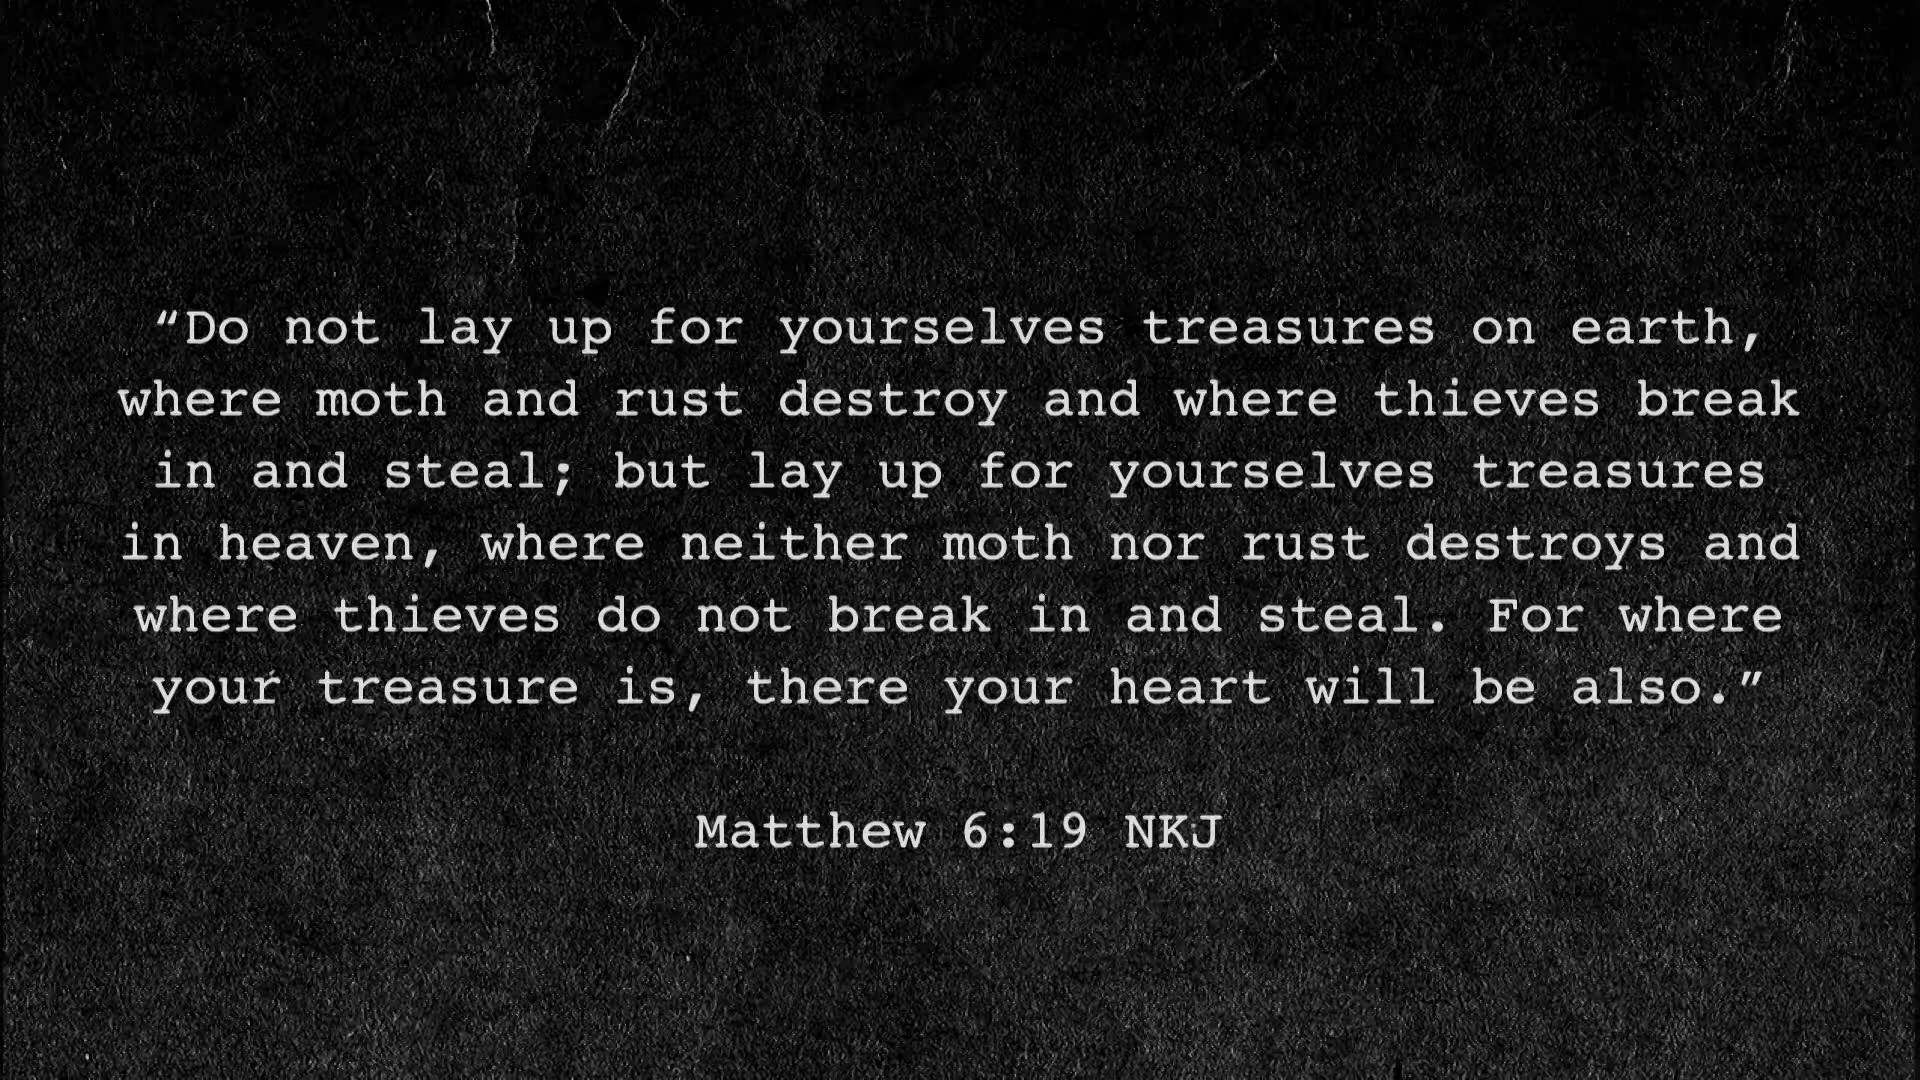 “Do not lay up for yourselves treasures on earth,
where moth and rust destroy and where thieves break
in and steal; but lay up for yourselves treasures
in heaven, where neither moth nor rust destroys and
where thieves do not break in and steal. For where
your treasure is, there your heart will be also.”
Matthew 6:19 NKJ